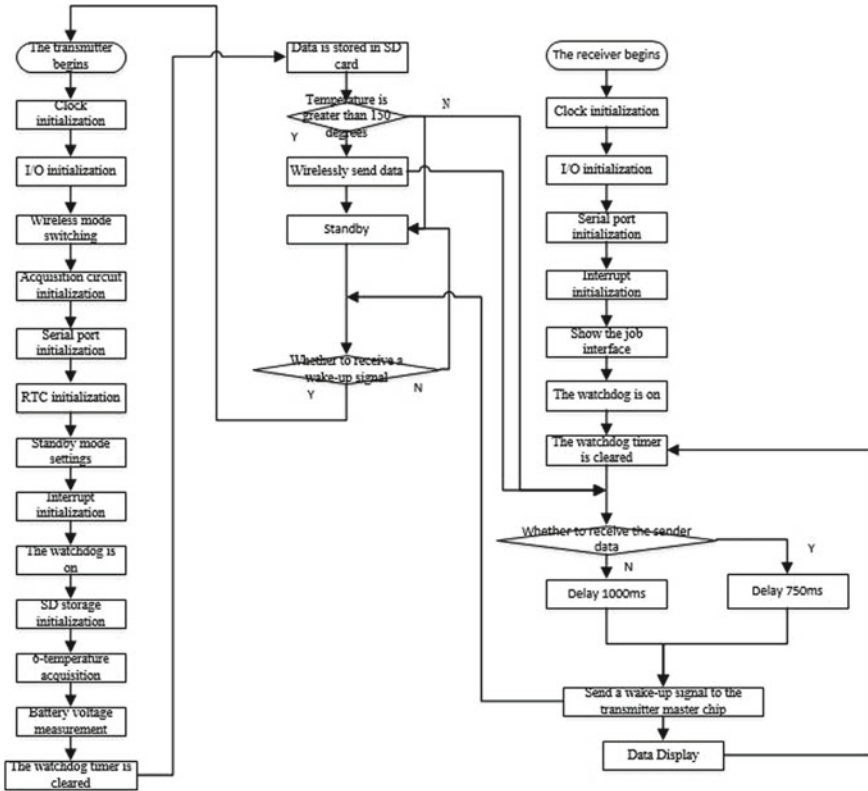 The transmitter
begins
Clock
initialization
I/O initialization
Wireless mode
switching
Acquisition circuit
initialization
Serial port
initialization
RTC initialization
Standby mode
settings
Interrupt
initialization
The watchdog is
on
SD storage
initialization
6-temperature
acquisition
Battery voltage
measurement
The watchdog timer is
cleared
Data is stored in SD
card
Temperature is
greater than 150
degrees
N
Y
Wirelessly send data
Standby
Whether to receive a
wake-up signal
Y
N
The receiver begins
Clock initialization
I/O initialization
Serial port
initialization
Interrupt
initialization
Show the job
interface
The watchdog is on
The watchdog timer
is cleared
Whether to receive the sender
data
N
Y
Delay 1000ms
Delay 750ms
Send a wake-up signal to the
transmitter master chip
Data Display